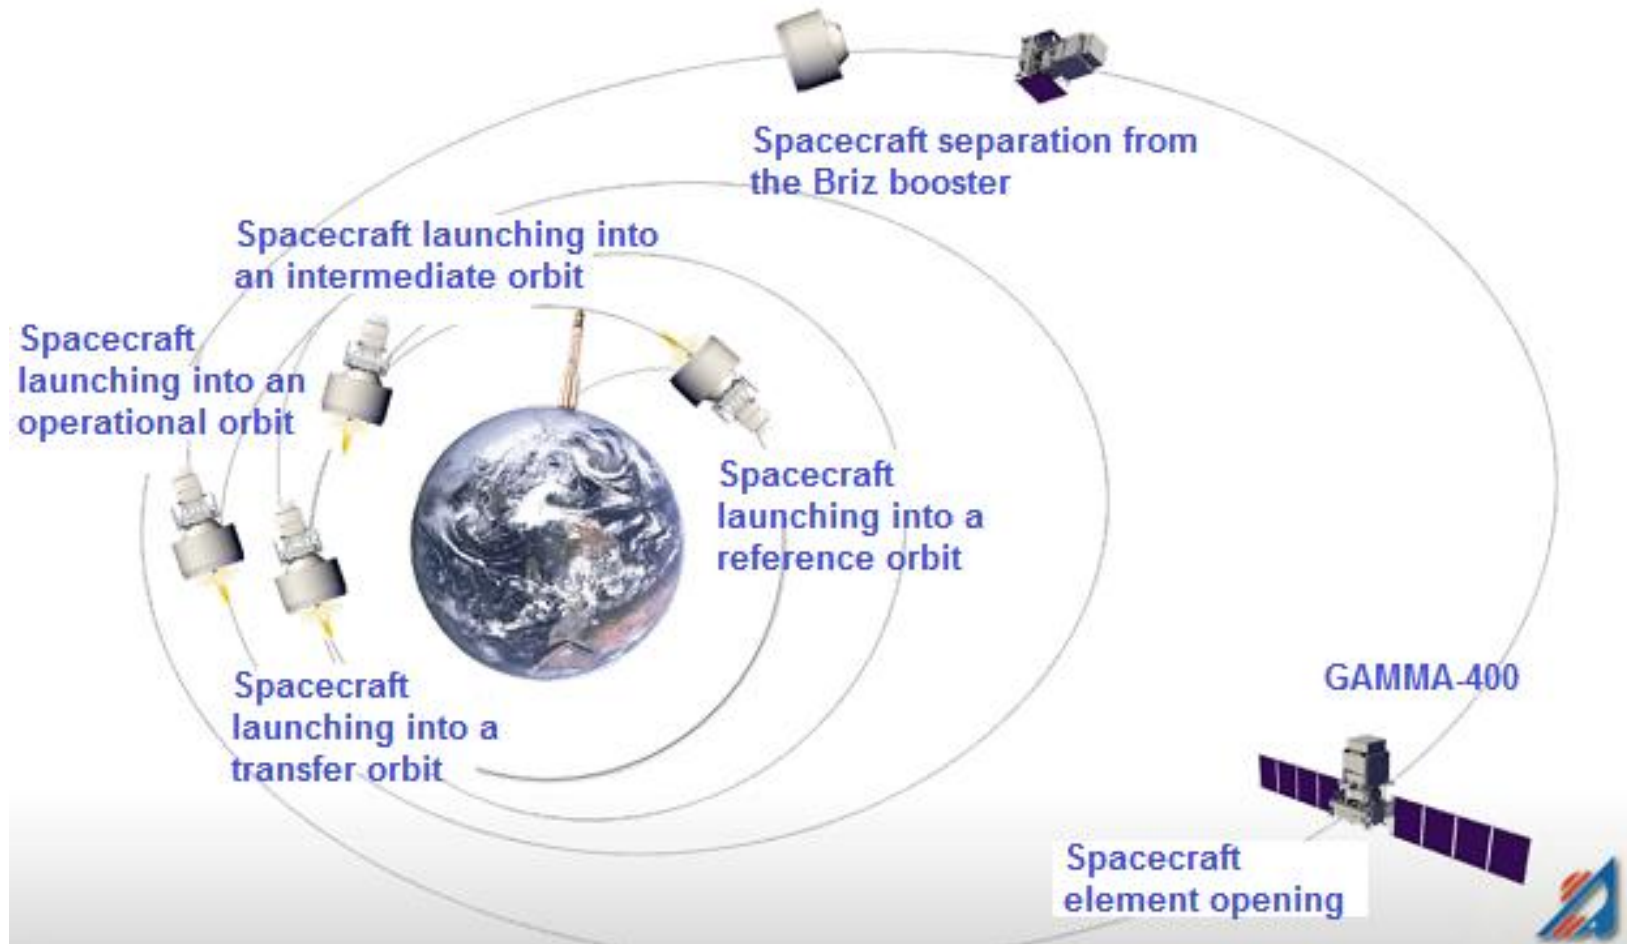 Spacecraft separation from
the Briz booster
Spacecraft launching into
an intermediate orbit
Spacecraft
launching into an
operational orbit
Spacecraft
launching into a
reference orbit
Spacecraft
launching into a
transfer orbit
GAMMA-400
Spacecraft
element opening